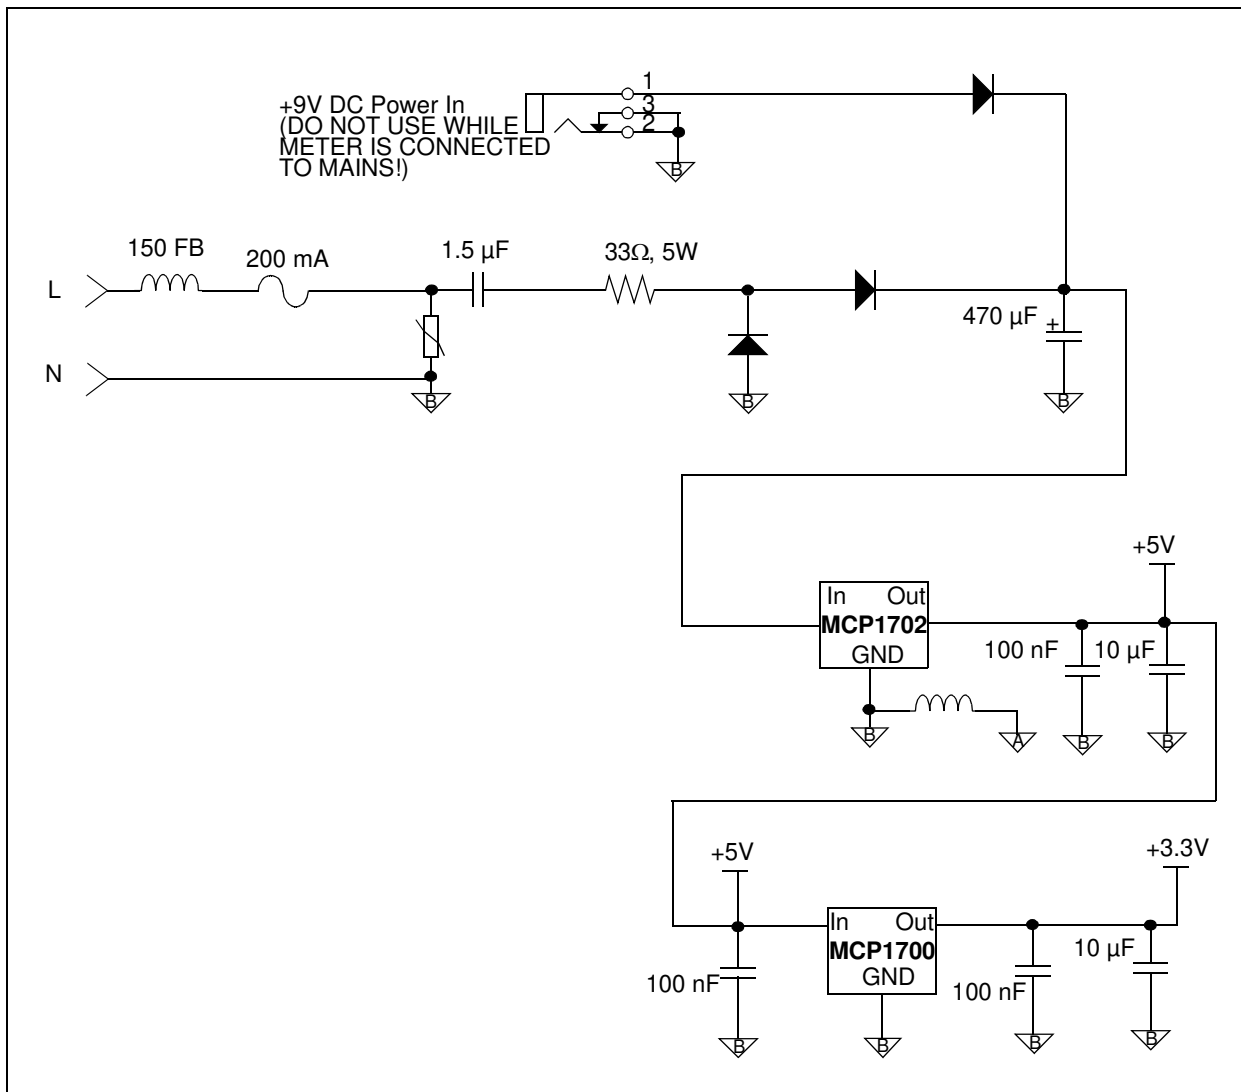 1
+9V DC Power In
3
(DO NOT USE WHILE
2
METER IS CONNECTED
TO MAINS!)
B
150 FB
200 mA
1.5 µF
33Ω, 5W
L
470 µF
+
N
B
B
B
+5V
In Out
MCP1702
GND
100 nF
10 µF
B
A
B
B
+5V
+3.3V
In Out
MCP1700
GND
100 nF
100 nF
10 µF
B
B
B
B